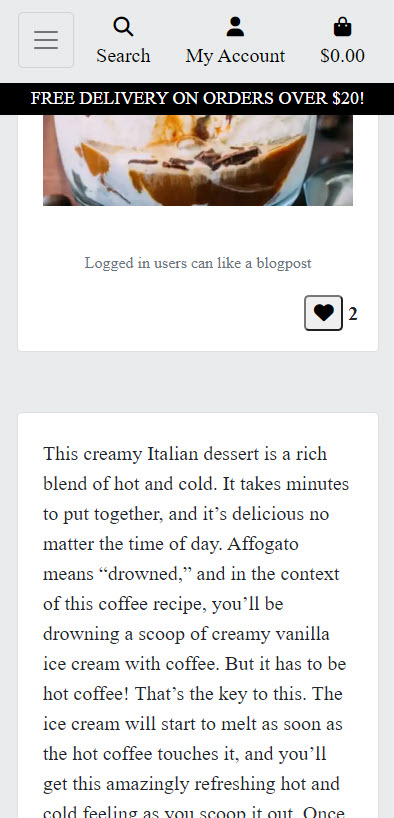 Search
My Account
$0.00
FREE DELIVERY ON ORDERS OVER $20!
Logged in users can like a blogpost
2
This creamy Italian dessert is a rich
blend of hot and cold. It takes minutes
to put together, and it’s delicious no
matter the time of day. Affogato
means “drowned,” and in the context
of this coffee recipe, you’ll be
drowning a scoop of creamy vanilla
ice cream with coffee. But it has to be
hot coffee! That’s the key to this. The
ice cream will start to melt as soon as
the hot coffee touches it, and you’ll
get this amazingly refreshing hot and
cold feeling as you scoop it out. Once